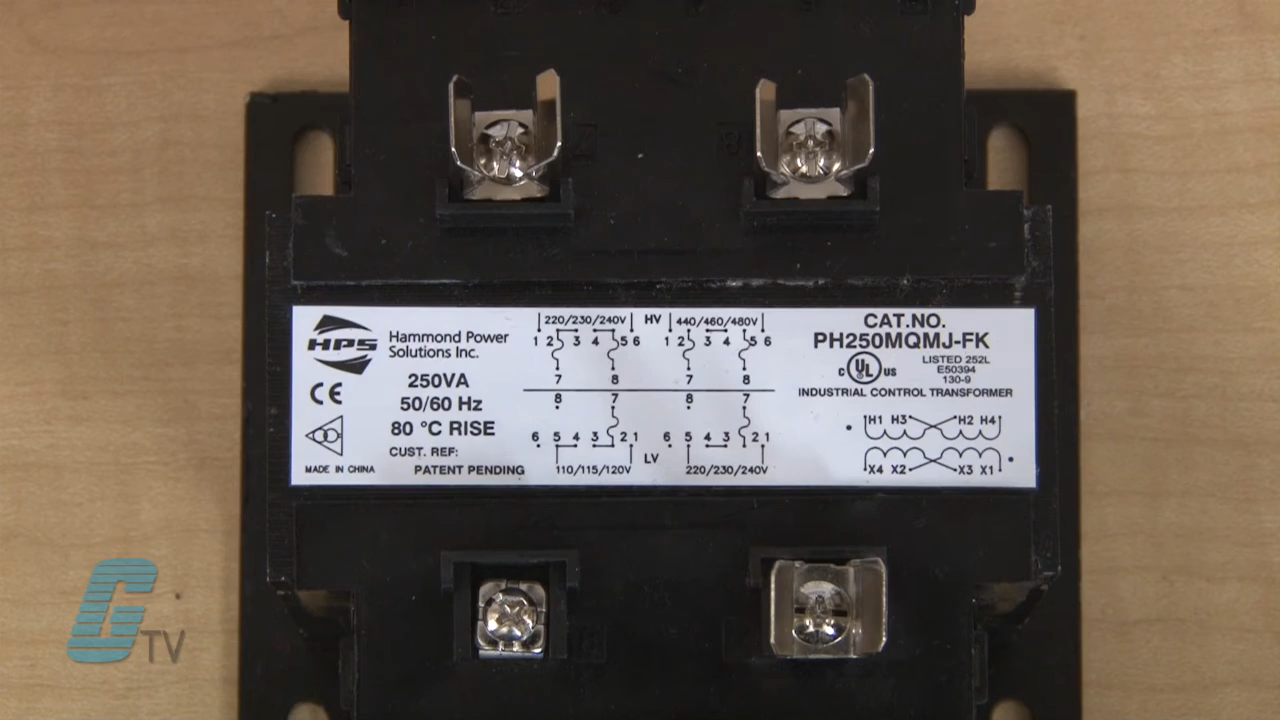 HPS
Hammond Power
Solutions Inc.
250VA
50/60 Hz
80 °C RISE
CUST. REF:
MADE IN CHINA
PATENT PENDING
220/230/240V HV 440/460/480V
1 2 3 4 5 6 1 2 3 4 5 6
7 8 7 8
8 7 8 7
6 5 4 3 2 1 6 5 4 3 2 1
110/115/120V LV 220/230/240V
CAT.NO.
PH250MQMJ-FK
C UL US
LISTED 252L
E50394
130-9
INDUSTRIAL CONTROL TRANSFORMER
H1 H3 H2 H4
X4 X2 X3 X1
CE
7
8
G TV